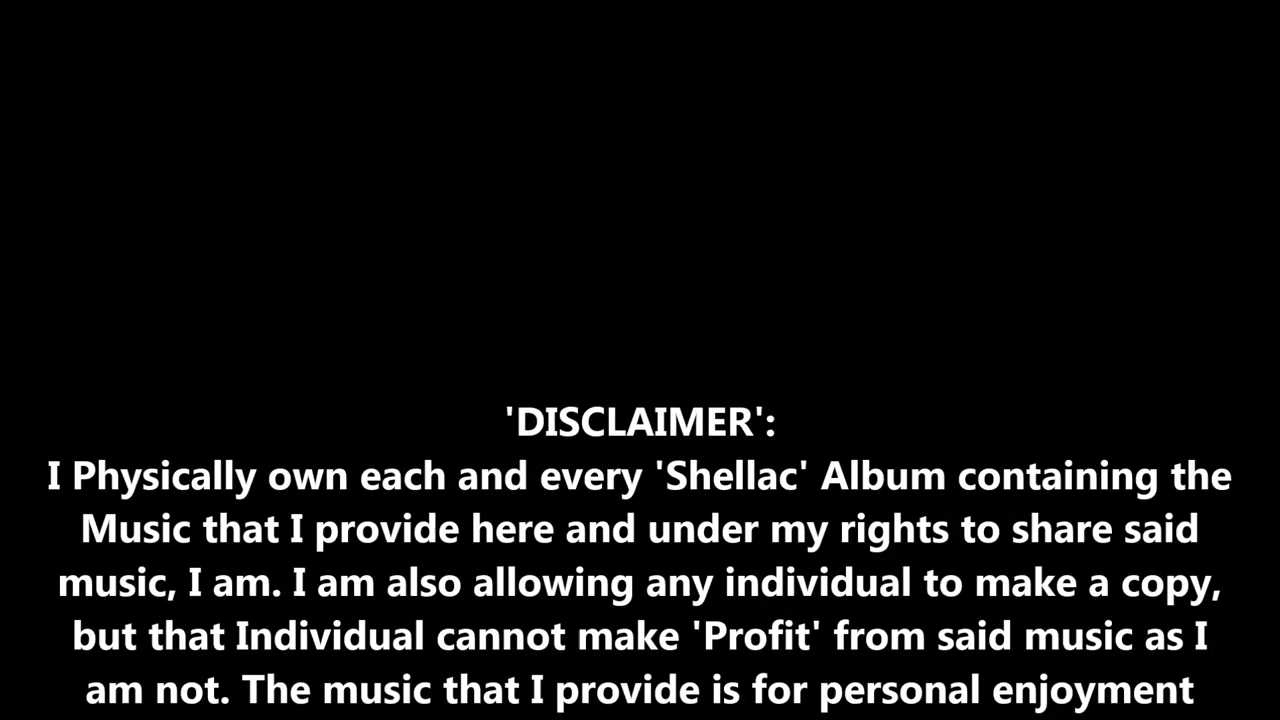 'DISCLAIMER':
I Physically own each and every 'Shellac' Album containing the
Music that I provide here and under my rights to share said
music, I am. I am also allowing any individual to make a copy,
but that Individual cannot make 'Profit' from said music as I
am not. The music that I provide is for personal enjoyment